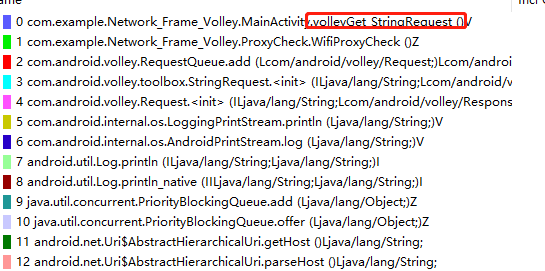 0 com.example.Network_Frame_Volley.MainActivity.volleyGet_StringRequest ()V
1 com.example.Network_Frame_Volley.ProxyCheck.WifiProxyCheck ()Z
2 com.android.volley.RequestQueue.add (Lcom/android/volley/Request;)Lcom/android
3 com.android.volley.toolbox.StringRequest.<init> (ILjava/lang/String;Lcom/android/vo
4 com.android.volley.Request.<init> (ILjava/lang/String;Lcom/android/volley/Respons
5 com.android.internal.os.LoggingPrintStream.println (Ljava/lang/String;)V
6 com.android.internal.os.AndroidPrintStream.log (Ljava/lang/String;)V
7 android.util.Log.println (ILjava/lang/String;Ljava/lang/String;)I
8 android.util.Log.println_native (IILjava/lang/String;Ljava/lang/String;)I
9 java.util.concurrent.PriorityBlockingQueue.add (Ljava/lang/Object;)Z
10 java.util.concurrent.PriorityBlockingQueue.offer (Ljava/lang/Object;)Z
11 android.net.Uri$AbstractHierarchicalUri.getHost ()Ljava/lang/String;
12 android.net.Uri$AbstractHierarchicalUri.parseHost ()Ljava/lang/String;